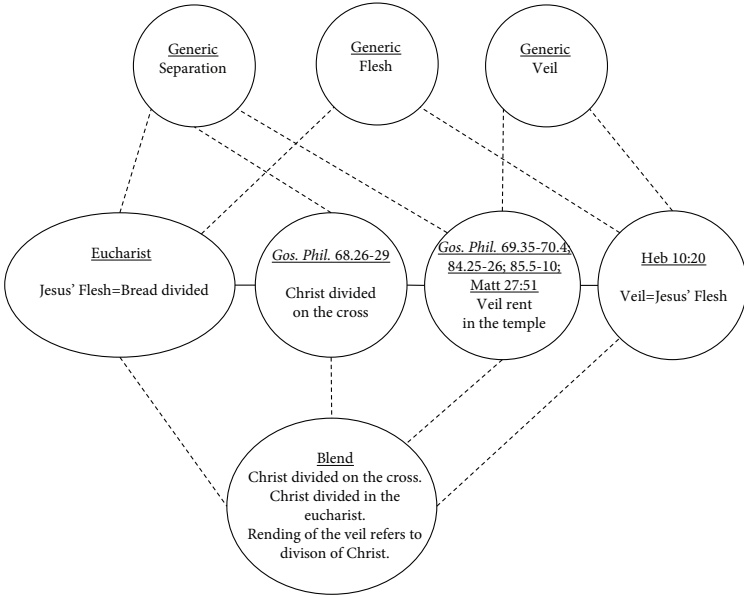 Generic
Separation
Generic
Flesh
Generic
Veil
Eucharist
Jesus' Flesh=Bread divided
Gos. Phil. 68.26-29
Christ divided
on the cross
Gos. Phil. 69.35-70.4;
84.25-26; 85.5-10;
Matt 27:51
Veil rent
in the temple
Heb 10:20
Veil=Jesus' Flesh
Blend
Christ divided on the cross.
Christ divided in the
eucharist.
Rending of the veil refers to
divison of Christ.